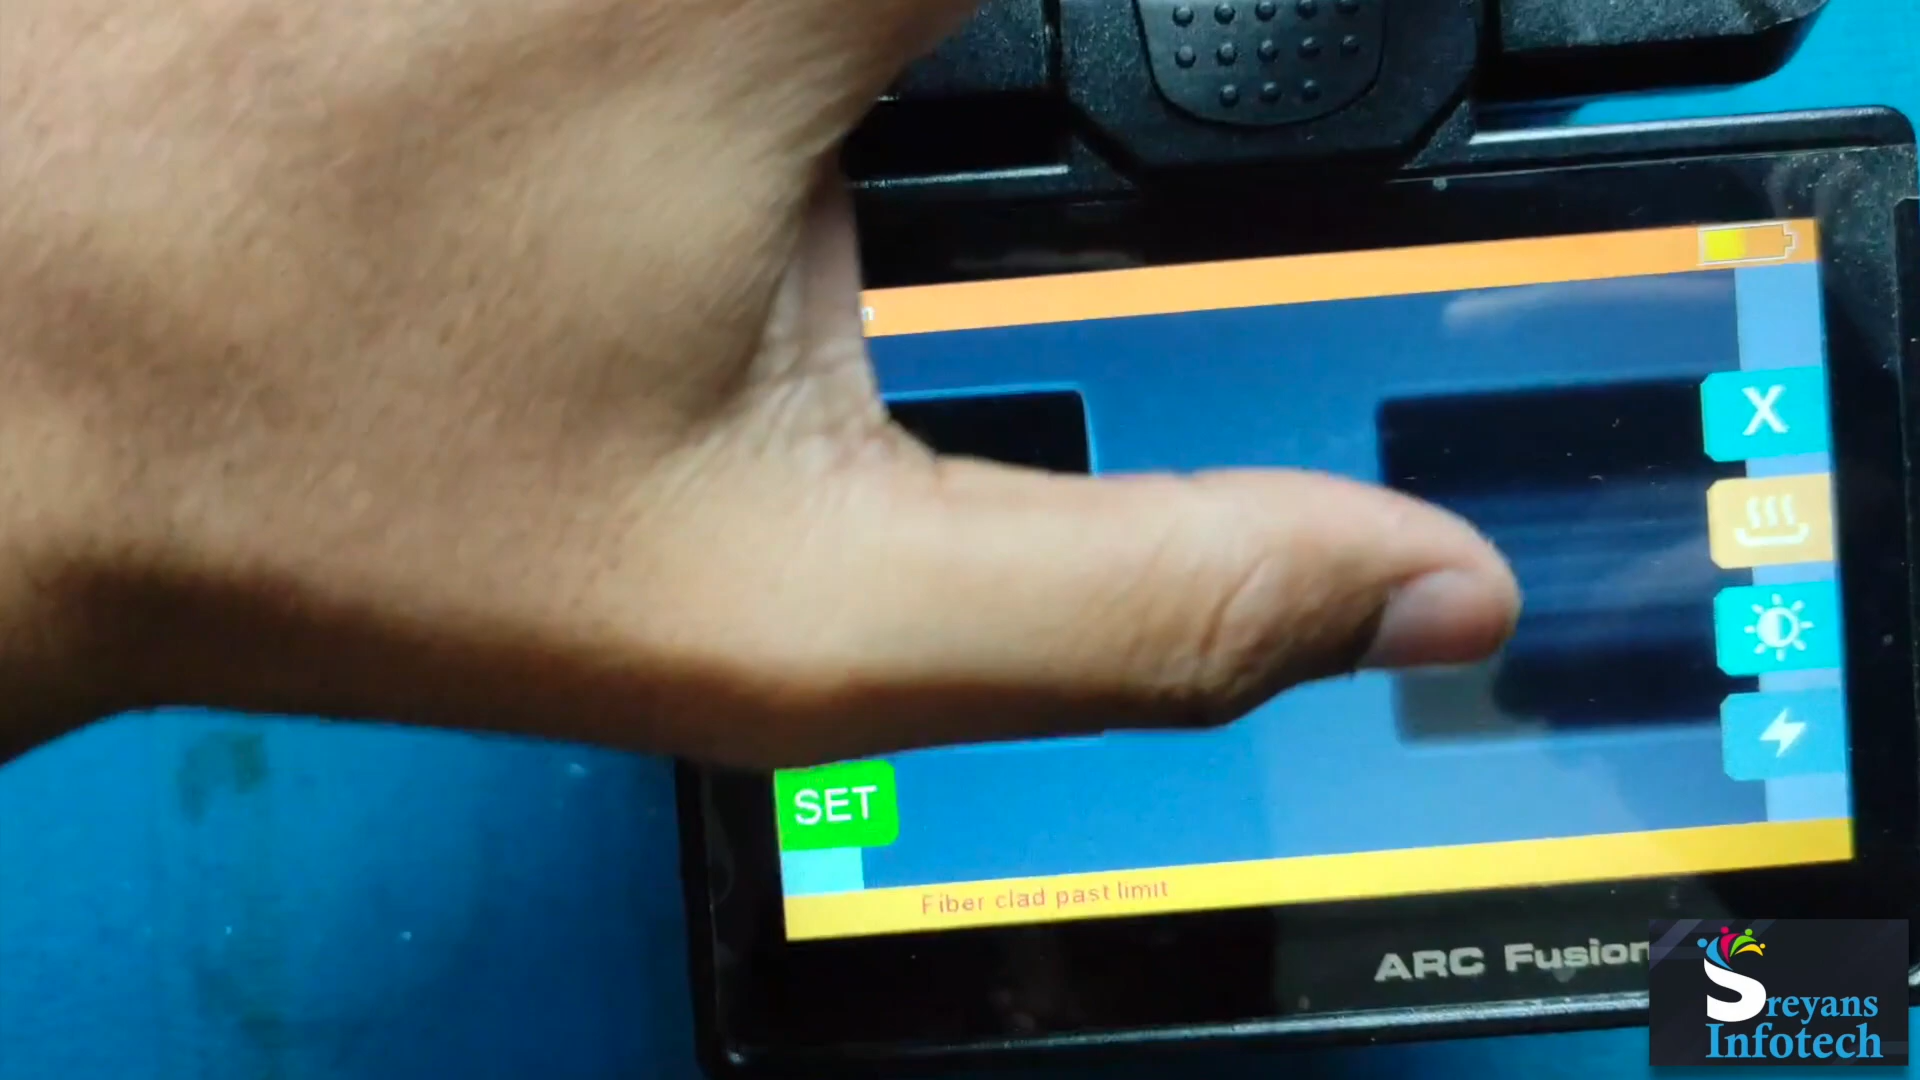 X
SET
Fiber clad past limit
ARC Fusion
Sreyans
Infotech